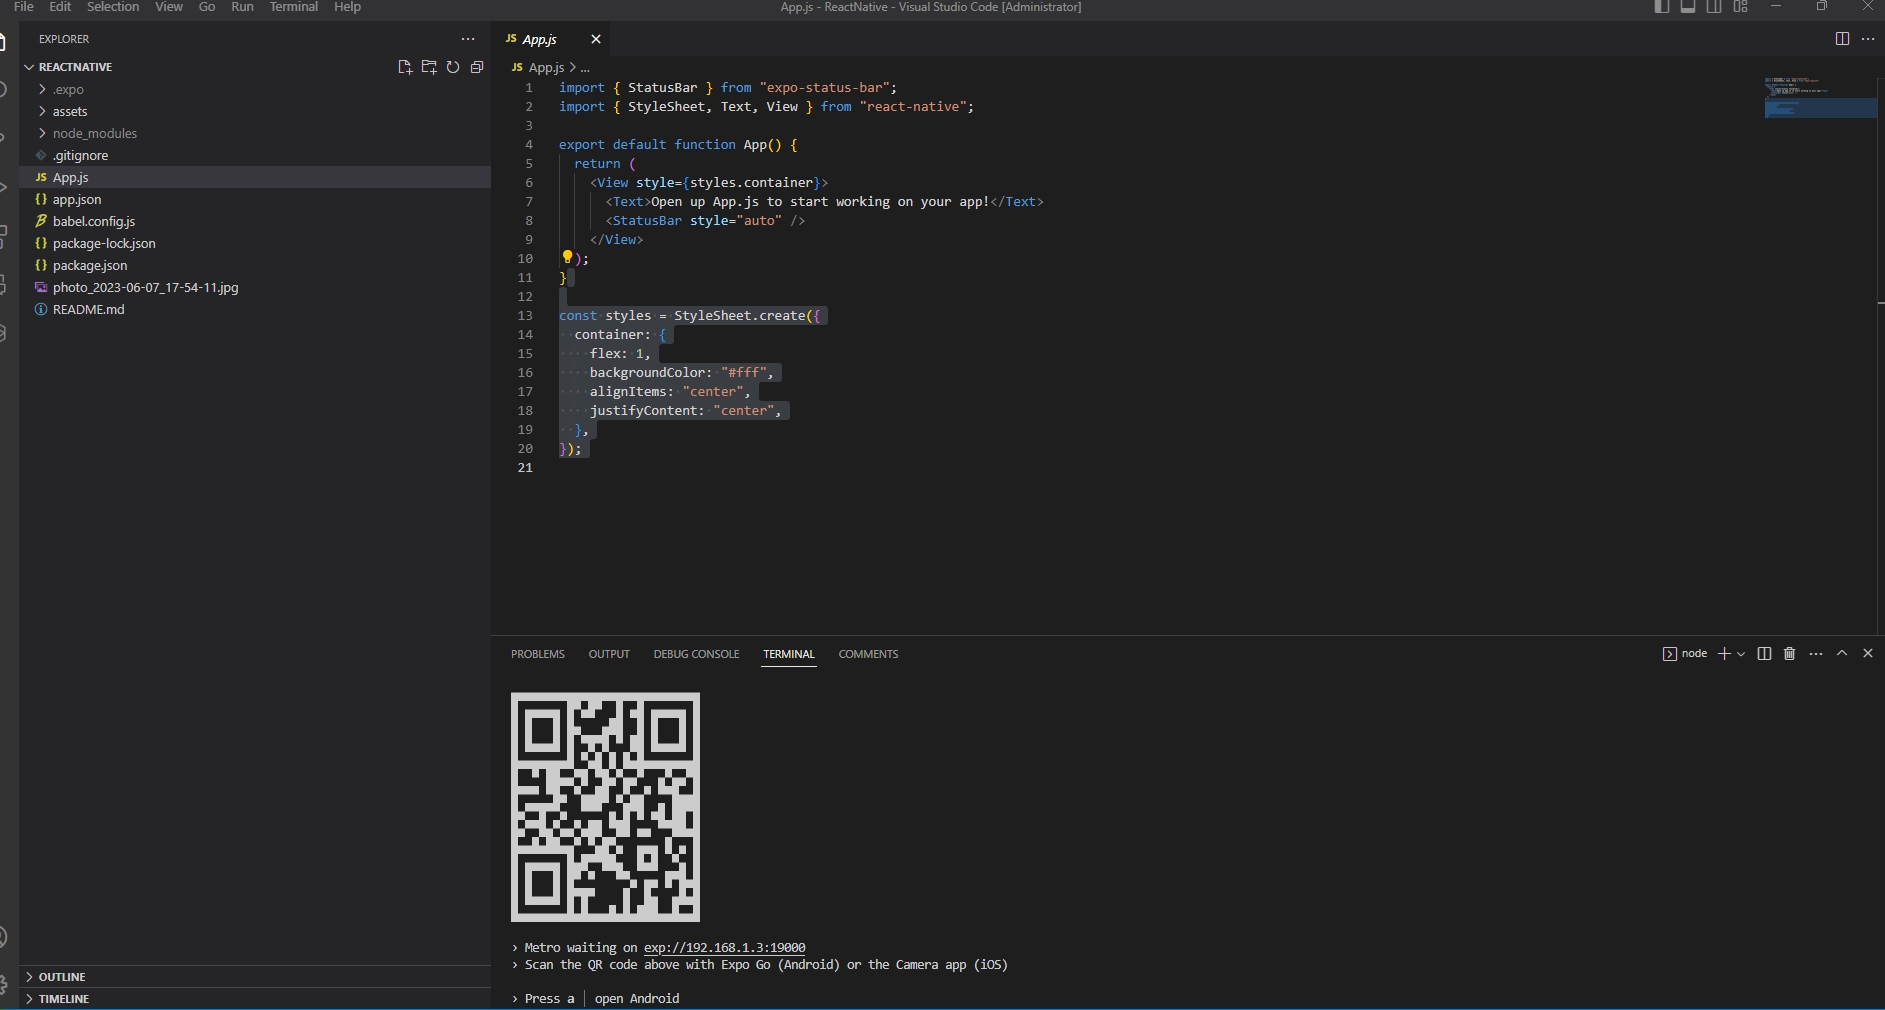 File Edit Selection View Go Run Terminal Help
App.js - ReactNative - Visual Studio Code [Administrator]
EXPLORER
REACTNATIVE
.expo
assets
node_modules
.gitignore
JS App.js
{} app.json
babel.config.js
{} package-lock.json
{} package.json
photo_2023-06-07_17-54-11.jpg
README.md
OUTLINE
TIMELINE
JS App.js
JS App.js > ...
1 import { StatusBar } from "expo-status-bar";
2 import { StyleSheet, Text, View } from "react-native";
3
4 export default function App() {
5 return (
6 <View style={styles.container}>
7 <Text>Open up App.js to start working on your app!</Text>
8 <StatusBar style="auto" />
9 </View>
10 );
11 }
12
13 const styles = StyleSheet.create({
14 container: {
15 flex: 1,
16 backgroundColor: "#fff",
17 alignItems: "center",
18 justifyContent: "center",
19 },
20 });
21
PROBLEMS OUTPUT DEBUG CONSOLE TERMINAL COMMENTS
node
› Metro waiting on exp://192.168.1.3:19000
› Scan the QR code above with Expo Go (Android) or the Camera app (iOS)
› Press a │ open Android